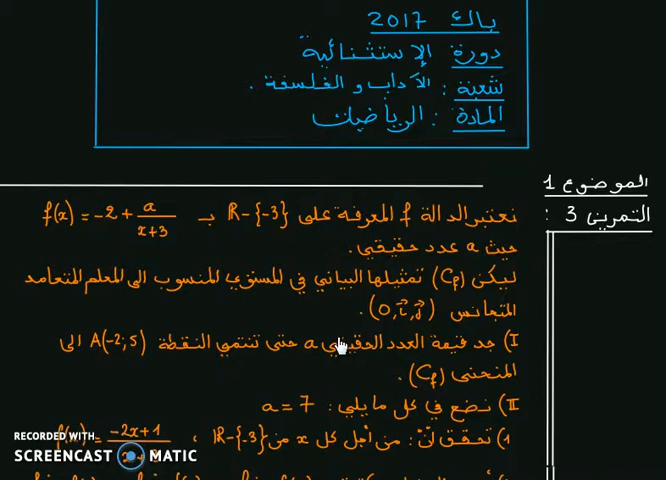 باك 2017
دورة الإستثنائية
شعبة : الآداب و الفلسفة .
المادة : الرياضيات
الموضوع 1
التمرين 3 :
نعتبر الدالة f المعرفة على R-{-3} بـ f(x) = -2 + a/(x+3)
حيث a عدد حقيقي .
ليكن (Cf) تمثيلها البياني في المستوي المنسوب الى المعلم المتعامد
المتجانس (O, i, j) .
I) جد قيمة العدد الحقيقي a حتى تنتمي النقطة A(-2;5) الى
المنحنى (Cf) .
II) نضع في كل ما يلي : a = 7
1) تحقق أنّ : من أجل كل x من R-{-3} ، f(x) = -2x+1
RECORDED WITH
SCREENCAST MATIC